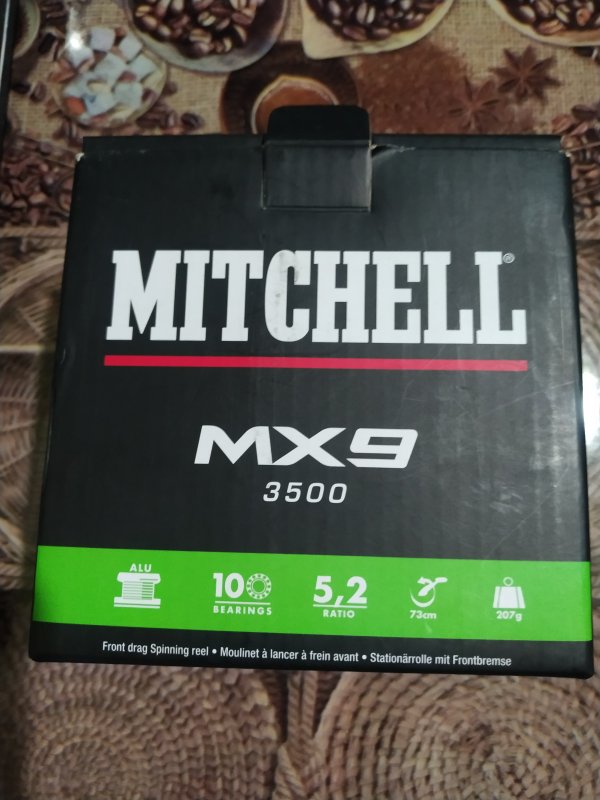 MITCHELL®
MX9
3500
ALU
10
BEARINGS
5,2
RATIO
73cm
207g
Front drag Spinning reel • Moulinet à lancer à frein avant • Stationärrolle mit Frontbremse